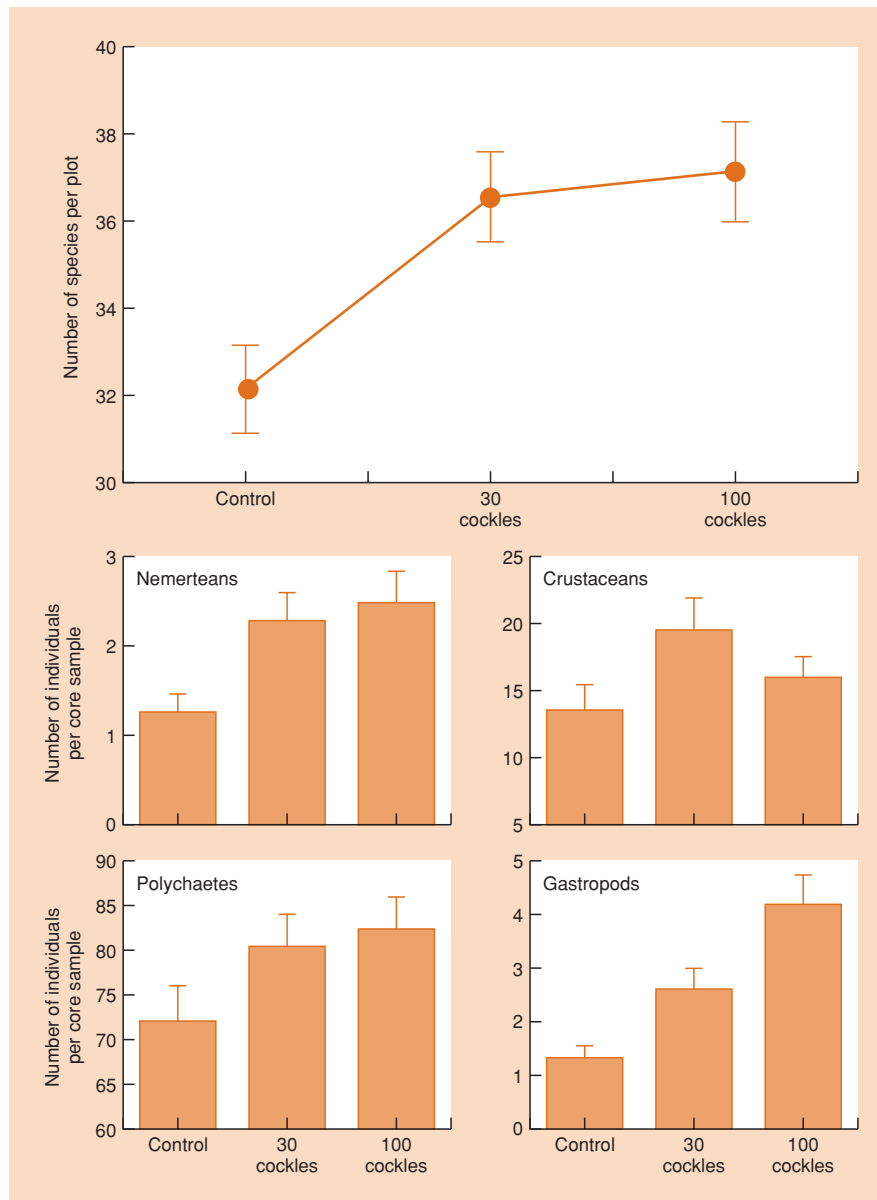 Number of species per plot
40
38
36
34
32
30
Control
30
cockles
100
cockles
Number of individuals
per core sample
Nemerteans
3
2
1
0
Crustaceans
25
20
15
10
5
Number of individuals
per core sample
Polychaetes
90
85
80
75
70
65
60
Control
30
cockles
100
cockles
Gastropods
5
4
3
2
1
0
Control
30
cockles
100
cockles